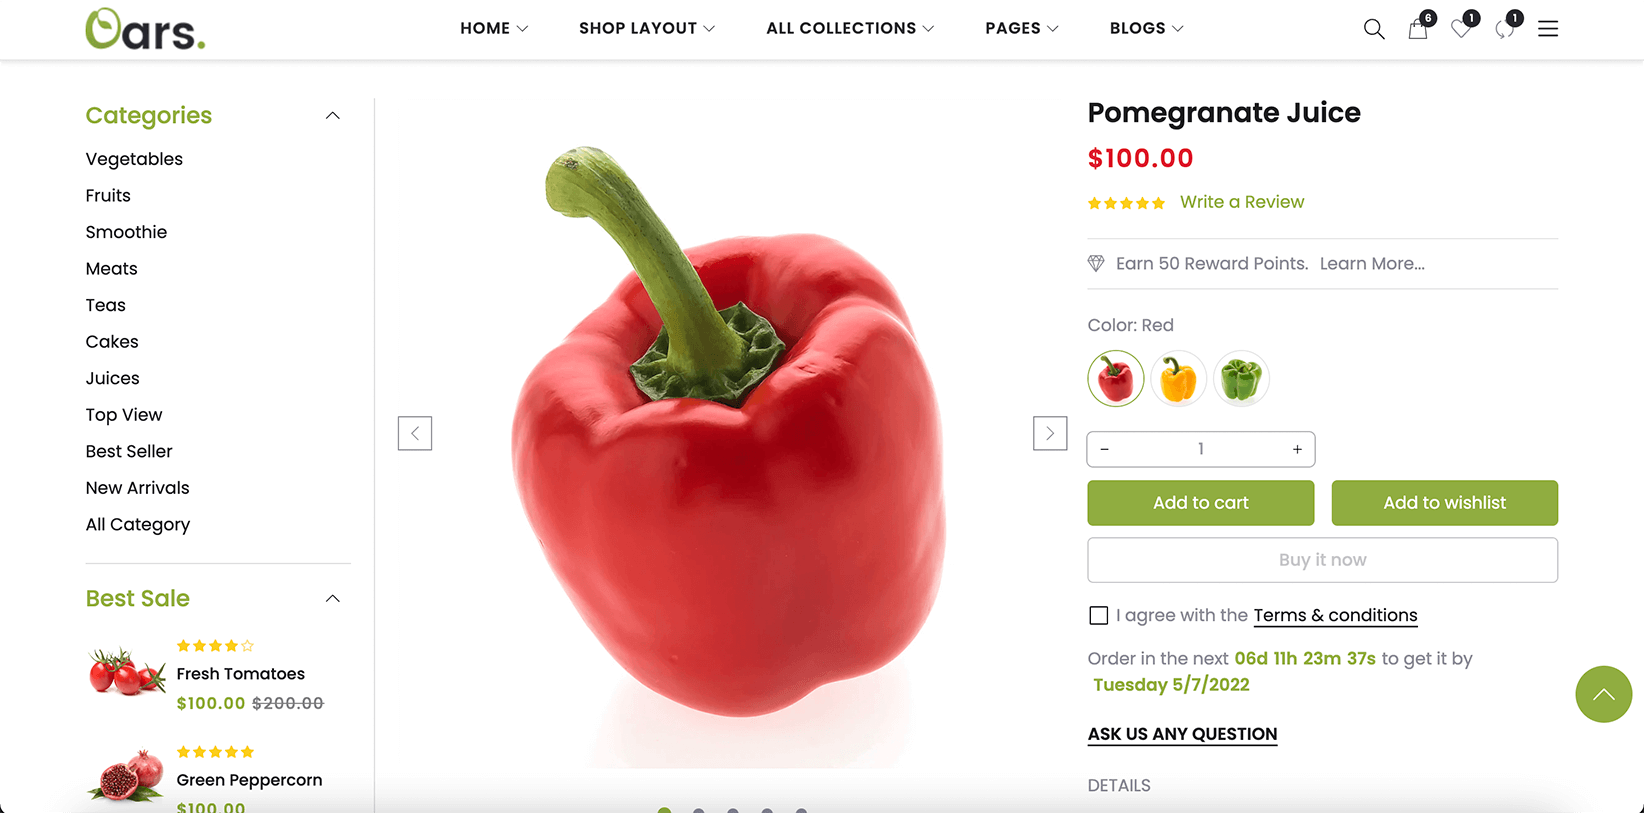 Oars.
HOME
SHOP LAYOUT
ALL COLLECTIONS
PAGES
BLOGS
6
1
1
Categories
Vegetables
Fruits
Smoothie
Meats
Teas
Cakes
Juices
Top View
Best Seller
New Arrivals
All Category
Best Sale
Fresh Tomatoes
$100.00 $200.00
Green Peppercorn
$100.00
Pomegranate Juice
$100.00
Write a Review
Earn 50 Reward Points. Learn More...
Color: Red
− 1 +
Add to cart
Add to wishlist
Buy it now
I agree with the Terms & conditions
Order in the next 06d 11h 23m 37s to get it by
Tuesday 5/7/2022
ASK US ANY QUESTION
DETAILS